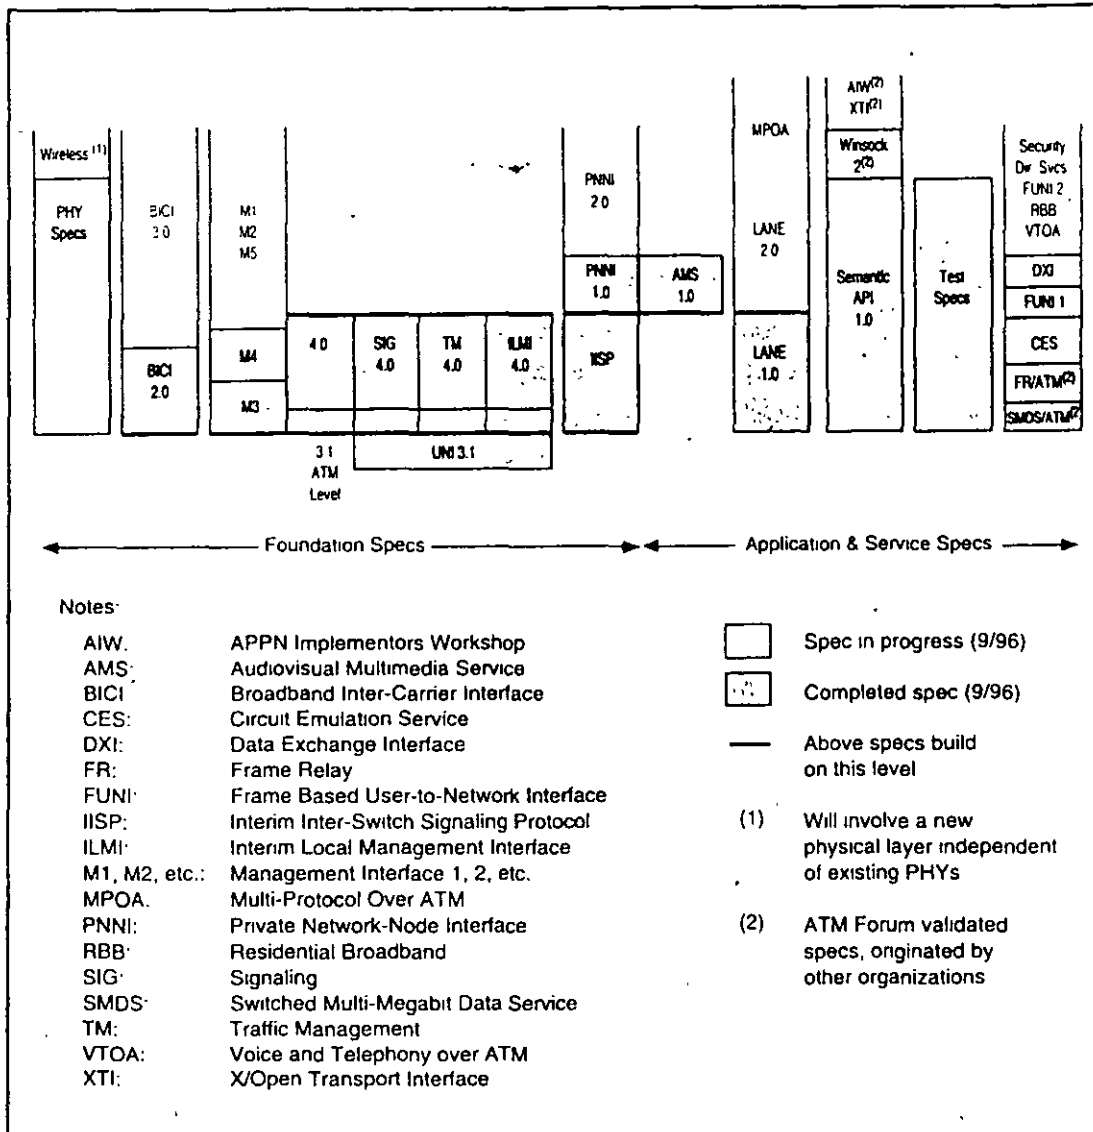 Wireless (1)
PHY
Specs
BICI
3.0
BICI
2.0
M1
M2
M5
M4
M3
4.0
3.1
ATM
Level
SIG
4.0
TM
4.0
ILMI
4.0
UNI 3.1
PNNI
2.0
PNNI
1.0
IISP
AMS
1.0
MPOA
LANE
2.0
LANE
1.0
AIW(2)
XTI(2)
Winsock
2(2)
Semantic
API
1.0
Test
Specs
Security
Dir Svcs
FUNI 2
RBB
VTOA
DXI
FUNI 1
CES
FR/ATM(2)
SMDS/ATM(2)
Foundation Specs
Application & Service Specs
Notes:
AIW: APPN Implementors Workshop
AMS: Audiovisual Multimedia Service
BICI Broadband Inter-Carrier Interface
CES: Circuit Emulation Service
DXI: Data Exchange Interface
FR: Frame Relay
FUNI: Frame Based User-to-Network Interface
IISP: Interim Inter-Switch Signaling Protocol
ILMI: Interim Local Management Interface
M1, M2, etc.: Management Interface 1, 2, etc.
MPOA: Multi-Protocol Over ATM
PNNI: Private Network-Node Interface
RBB: Residential Broadband
SIG: Signaling
SMDS: Switched Multi-Megabit Data Service
TM: Traffic Management
VTOA: Voice and Telephony over ATM
XTI: X/Open Transport Interface
Spec in progress (9/96)
Completed spec (9/96)
Above specs build
on this level
(1) Will involve a new
physical layer independent
of existing PHYs
(2) ATM Forum validated
specs, originated by
other organizations